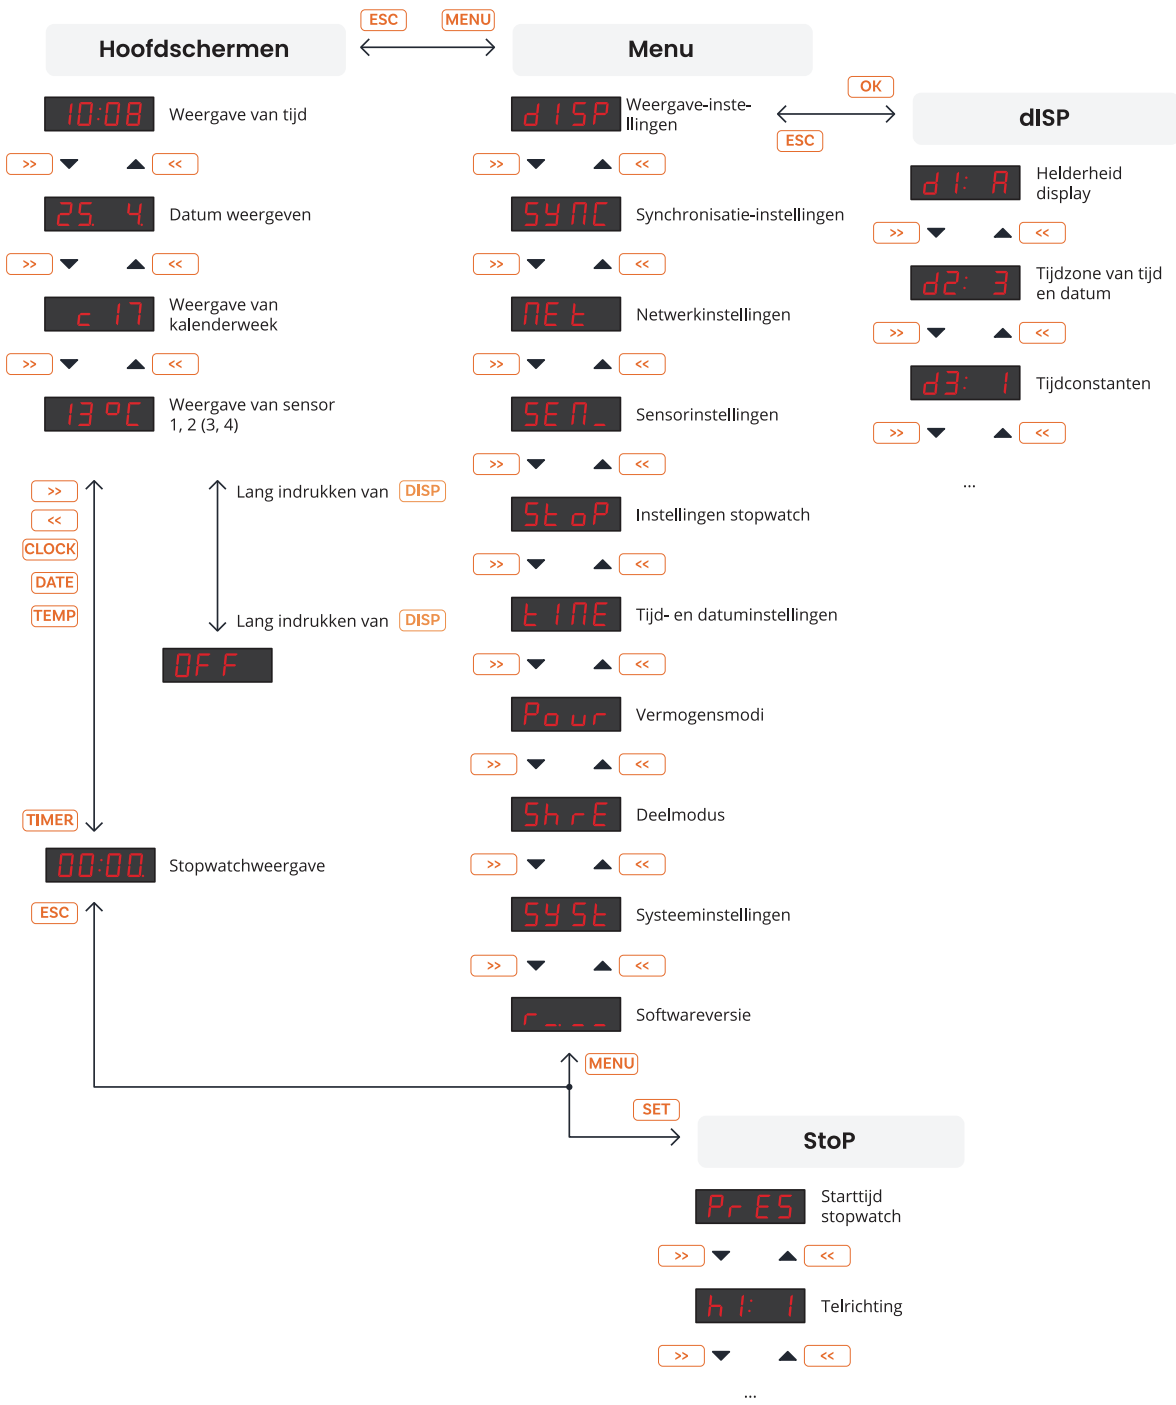 ESC MENU
Hoofdschermen
Menu
OK
ESC
dISP
10:08
Weergave van tijd
>> <<
25. 4.
Datum weergeven
>> <<
c 17
Weergave van
kalenderweek
>> <<
13 °C
Weergave van sensor
1, 2 (3, 4)
>>
<<
CLOCK
DATE
TEMP
Lang indrukken van DISP
Lang indrukken van DISP
OFF
TIMER
00:00.
Stopwatchweergave
ESC
dISP
Weergave-inste-
llingen
>> <<
SYNC
Synchronisatie-instellingen
>> <<
NEt
Netwerkinstellingen
>> <<
SEN_
Sensorinstellingen
>> <<
StoP
Instellingen stopwatch
>> <<
tIME
Tijd- en datuminstellingen
>> <<
Pour
Vermogensmodi
>> <<
ShrE
Deelmodus
>> <<
SYSt
Systeeminstellingen
>> <<
r _._ _
Softwareversie
MENU
SET
d1: A
Helderheid
display
>> <<
d2: 3
Tijdzone van tijd
en datum
>> <<
d3: 1
Tijdconstanten
>> <<
...
StoP
PrES
Starttijd
stopwatch
>> <<
h1: 1
Telrichting
>> <<
...